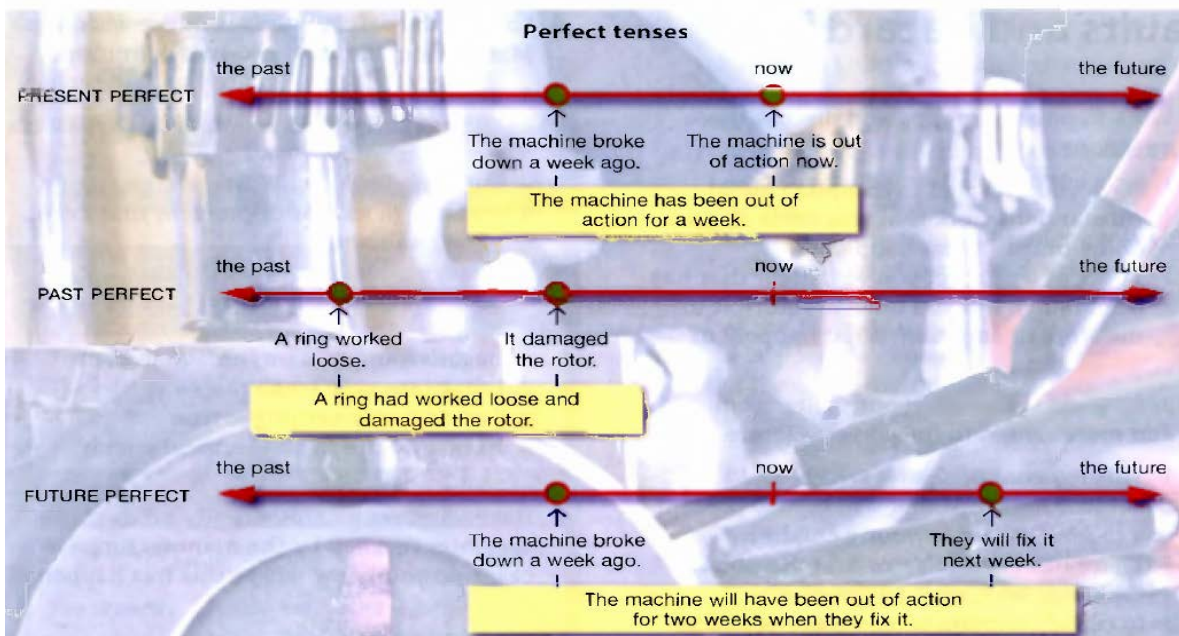 Perfect tenses
the past now the future
PRESENT PERFECT
The machine broke
down a week ago.
The machine is out
of action now.
The machine has been out of
action for a week.
the past now the future
PAST PERFECT
A ring worked
loose.
It damaged
the rotor.
A ring had worked loose and
damaged the rotor.
the past now the future
FUTURE PERFECT
The machine broke
down a week ago.
They will fix it
next week.
The machine will have been out of action
for two weeks when they fix it.